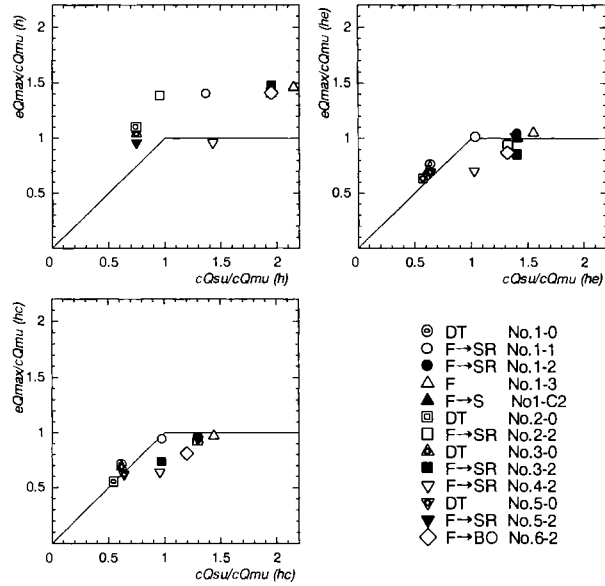 eQmax/cQmu (h)
2
1.5
1
0.5
0
0.5
1
1.5
2
cQsu/cQmu (h)
eQmax/cQmu (he)
2
1.5
1
0.5
0
0.5
1
1.5
2
cQsu/cQmu (he)
eQmax/cQmu (hc)
2
1.5
1
0.5
0
0.5
1
1.5
2
cQsu/cQmu (hc)
DT No.1-0
F→SR No.1-1
F→SR No.1-2
F No.1-3
F→S No1-C2
DT No.2-0
F→SR No.2-2
DT No.3-0
F→SR No.3-2
F→SR No.4-2
DT No.5-0
F→SR No.5-2
F→BO No.6-2